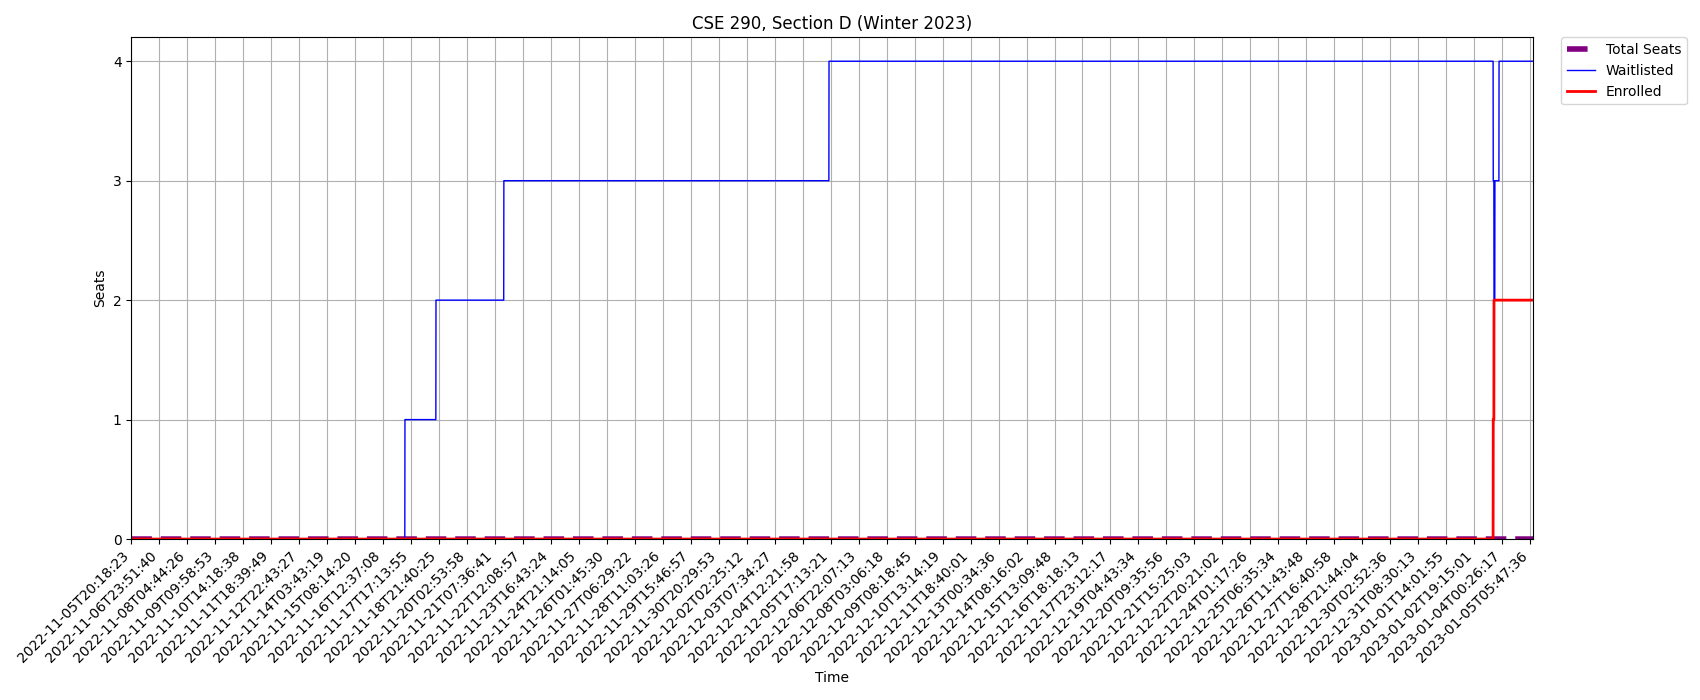 CSE 290, Section D (Winter 2023)
Total Seats
Waitlisted
Enrolled
Seats
4
3
2
1
0
2022-11-05T20:18:23
2022-11-06T23:51:40
2022-11-08T04:44:26
2022-11-09T09:58:53
2022-11-10T14:18:38
2022-11-11T18:39:49
2022-11-12T22:43:27
2022-11-14T03:43:19
2022-11-15T08:14:20
2022-11-16T12:37:08
2022-11-17T17:13:55
2022-11-18T21:40:25
2022-11-20T02:53:58
2022-11-21T07:36:41
2022-11-22T12:08:57
2022-11-23T16:43:24
2022-11-24T21:14:05
2022-11-26T01:45:30
2022-11-27T06:29:22
2022-11-28T11:03:26
2022-11-29T15:46:57
2022-11-30T20:29:53
2022-12-02T02:25:12
2022-12-03T07:34:27
2022-12-04T12:21:58
2022-12-05T17:13:21
2022-12-06T22:07:13
2022-12-08T03:06:18
2022-12-09T08:18:45
2022-12-10T13:14:19
2022-12-11T18:40:01
2022-12-13T00:34:36
2022-12-14T08:16:02
2022-12-15T13:09:48
2022-12-16T18:18:13
2022-12-17T23:12:17
2022-12-19T04:43:34
2022-12-20T09:35:56
2022-12-21T15:25:03
2022-12-22T20:21:02
2022-12-24T01:17:26
2022-12-25T06:35:34
2022-12-26T11:43:48
2022-12-27T16:40:58
2022-12-28T21:44:04
2022-12-30T02:52:36
2022-12-31T08:30:13
2023-01-01T14:01:55
2023-01-02T19:15:01
2023-01-04T00:26:17
2023-01-05T05:47:36
Time